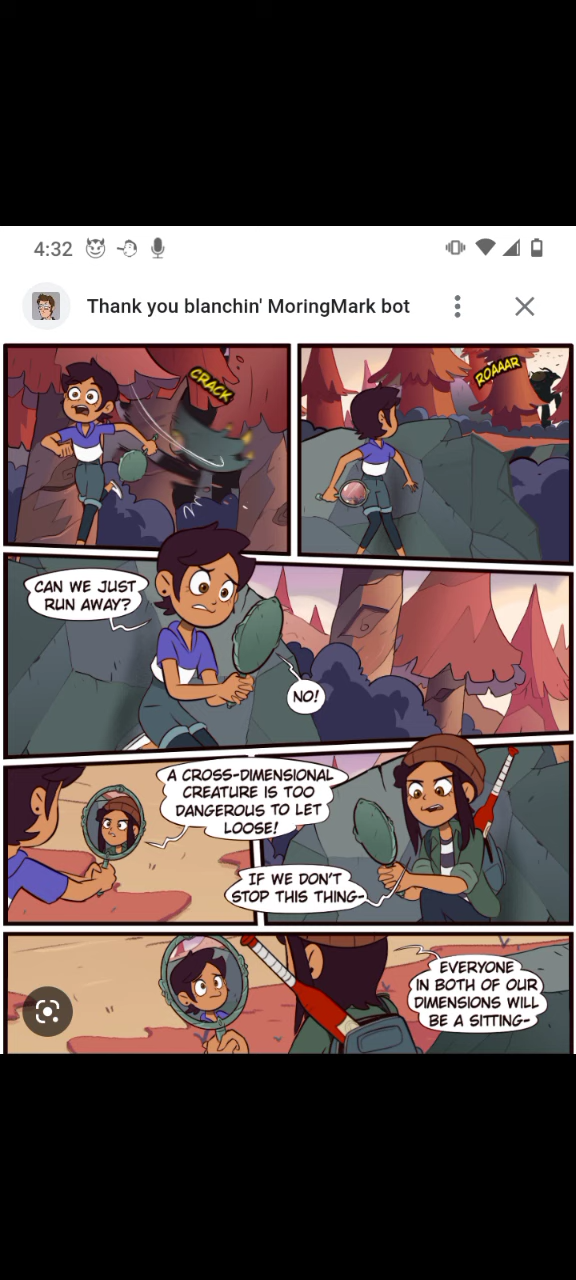 4:32
Thank you blanchin' MoringMark bot
CRACK
ROAAAR
CAN WE JUST
RUN AWAY?
NO!
A CROSS-DIMENSIONAL
CREATURE IS TOO
DANGEROUS TO LET
LOOSE!
IF WE DON'T
STOP THIS THING-
EVERYONE
IN BOTH OF OUR
DIMENSIONS WILL
BE A SITTING-